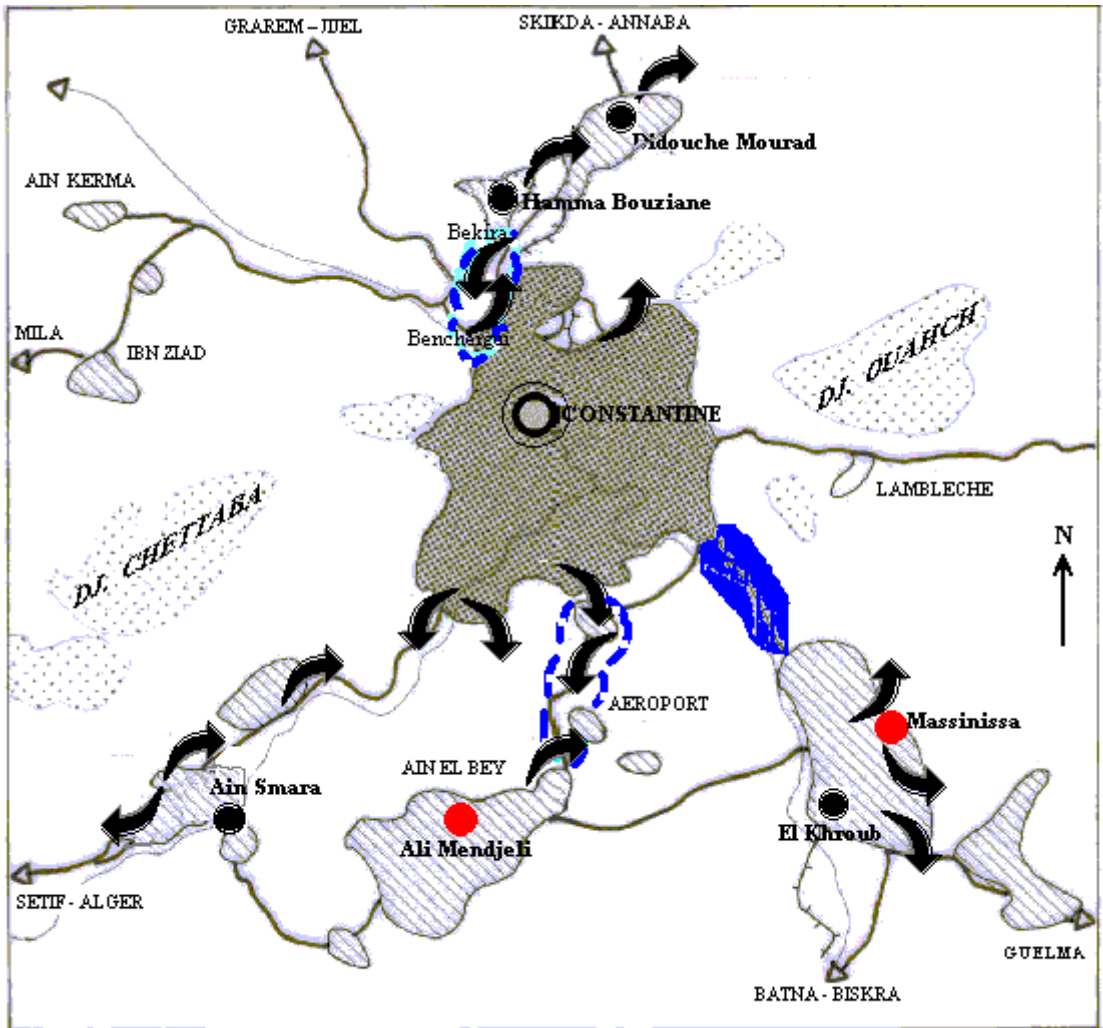 SKIKDA - ANNABA
GRAREM – JIJEL
Didouche Mourad
AIN KERMA
Hamma Bouziane
Bekira
MILA
IBN ZIAD
Benchergui
DJ. OUAHCH
CONSTANTINE
LAMBLECHE
DJ. CHETTABA
N
AEROPORT
Massinissa
AIN EL BEY
Ain Smara
El Khroub
Ali Mendjeli
SETIF - ALGER
GUELMA
BATNA - BISKRA